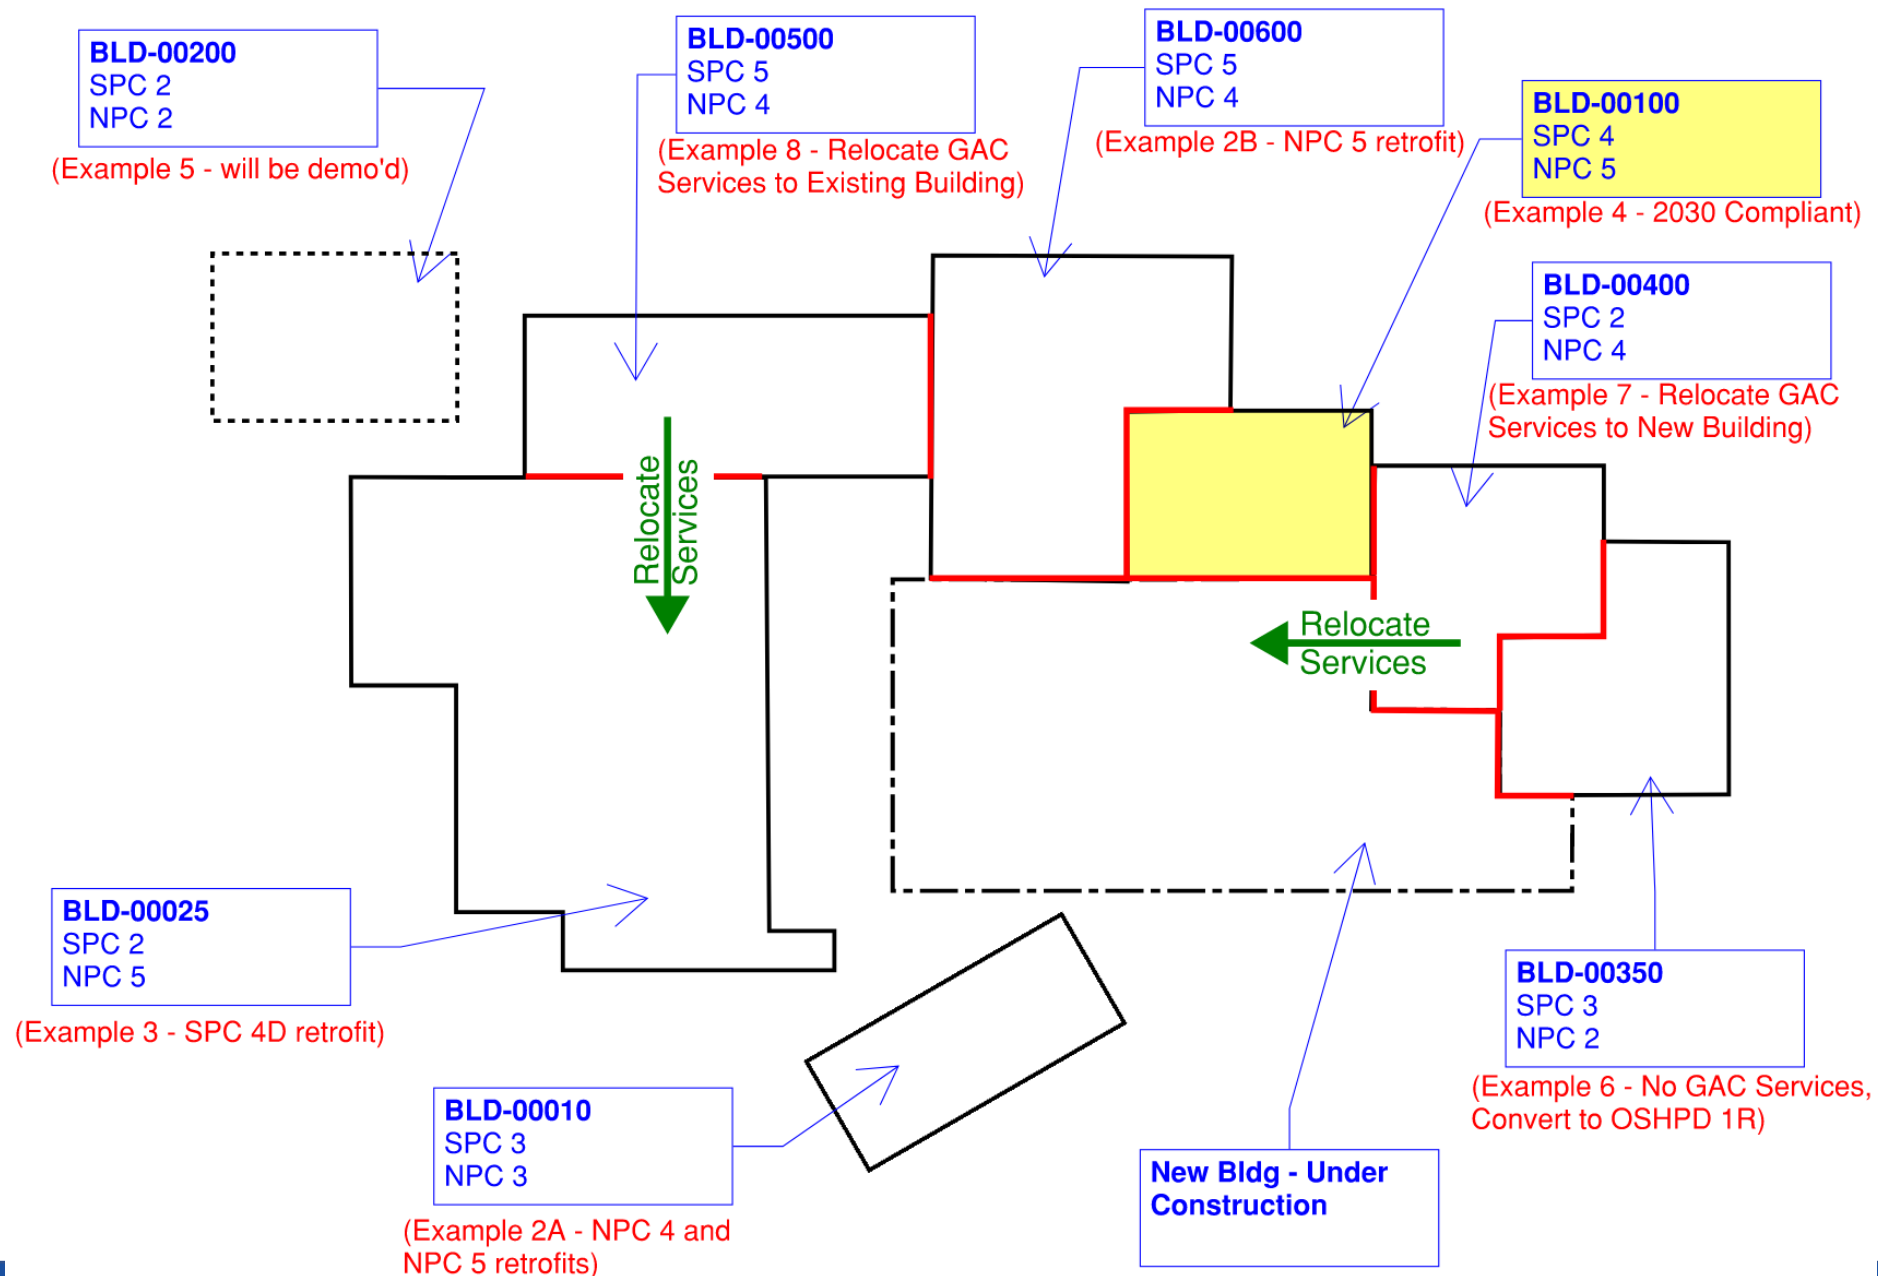 BLD-00200
SPC 2
NPC 2
(Example 5 - will be demo'd)
BLD-00500
SPC 5
NPC 4
(Example 8 - Relocate GAC
Services to Existing Building)
BLD-00600
SPC 5
NPC 4
(Example 2B - NPC 5 retrofit)
BLD-00100
SPC 4
NPC 5
(Example 4 - 2030 Compliant)
BLD-00400
SPC 2
NPC 4
(Example 7 - Relocate GAC
Services to New Building)
Relocate
Services
Relocate
Services
BLD-00025
SPC 2
NPC 5
(Example 3 - SPC 4D retrofit)
BLD-00010
SPC 3
NPC 3
(Example 2A - NPC 4 and
NPC 5 retrofits)
New Bldg - Under
Construction
BLD-00350
SPC 3
NPC 2
(Example 6 - No GAC Services,
Convert to OSHPD 1R)